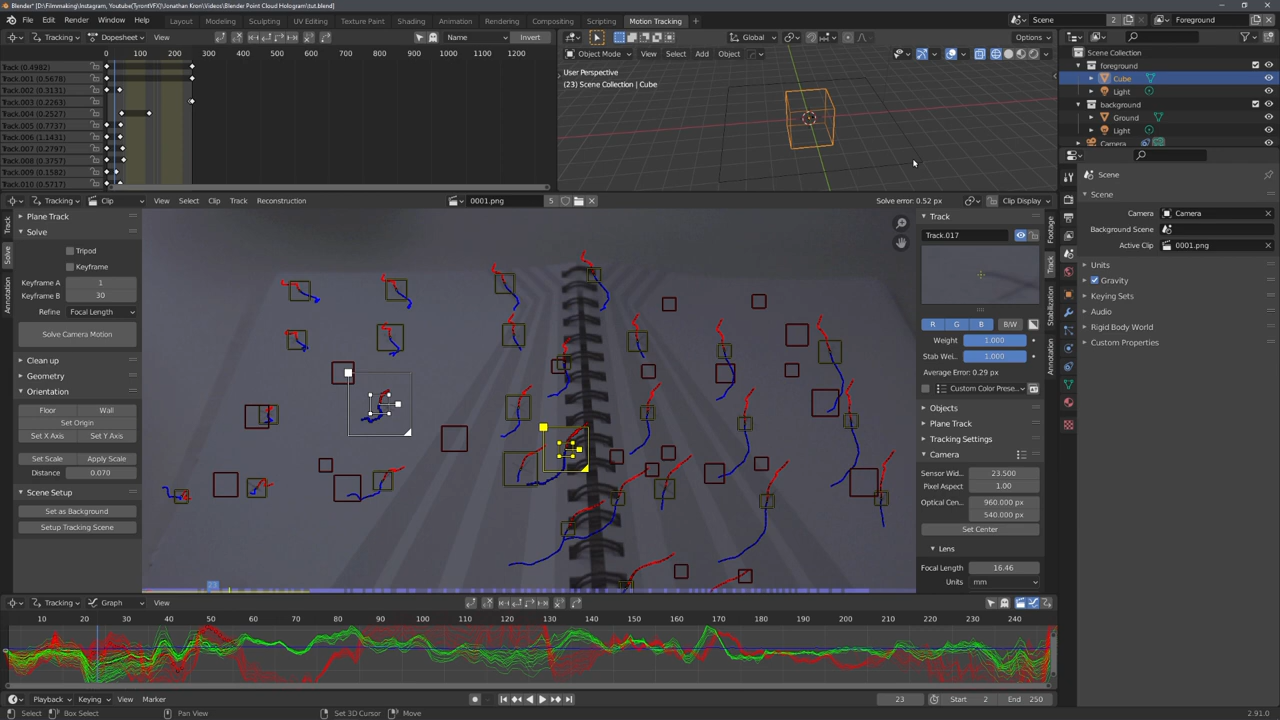 Blender* [D:\Filmmaking\Instagram, Youtube(TyrontVFX)\Jonathan Kron\Videos\Blender Point Cloud Hologram\tut.blend]
File Edit Render Window Help Layout Modeling Sculpting UV Editing Texture Paint Shading Animation Rendering Compositing Scripting Motion Tracking Scene 2 Foreground
Tracking Dopesheet View Name Invert
Global Options
0 100 200 300 400 500 600 700 800 900 1000 1100 1200
Object Mode View Select Add Object
Track (0.4982)
Track.001 (0.5678)
Track.002 (0.3131)
Track.003 (0.2263)
Track.004 (0.2527)
Track.005 (0.7737)
Track.006 (1.1431)
Track.007 (0.2797)
Track.008 (0.3757)
Track.009 (0.1582)
Track.010 (0.5717)
User Perspective
(23) Scene Collection | Cube
Scene Collection
foreground
Cube
Light
background
Ground
Light
Camera
Scene
Scene
Camera Camera
Background Scene
Active Clip 0001.png
Units
Gravity
Keying Sets
Audio
Rigid Body World
Custom Properties
Tracking Clip View Select Clip Track Reconstruction 0001.png 5 Solve error: 0.52 px Clip Display
Track
Solve
Annotation
Plane Track
Solve
Tripod
Keyframe
Keyframe A 1
Keyframe B 30
Refine Focal Length
Solve Camera Motion
Clean up
Geometry
Orientation
Floor Wall
Set Origin
Set X Axis Set Y Axis
Set Scale Apply Scale
Distance 0.070
Scene Setup
Set as Background
Setup Tracking Scene
23
Track
Track.017
R G B B/W
Weight 1.000
Stab Wei... 1.000
Average Error: 0.29 px
Custom Color Prese...
Objects
Plane Track
Tracking Settings
Camera
Sensor Wid... 23.500
Pixel Aspect 1.00
Optical Cen... 960.000 px
540.000 px
Set Center
Lens
Focal Length 16.46
Units mm
Footage
Track
Stabilization
Annotation
Tracking Graph View
10 20 30 40 50 60 70 80 90 100 110 120 130 140 150 160 170 180 190 200 210 220 230 240
Playback Keying View Marker 23 Start 2 End 250
Select Box Select Pan View Set 3D Cursor Move 2.91.0